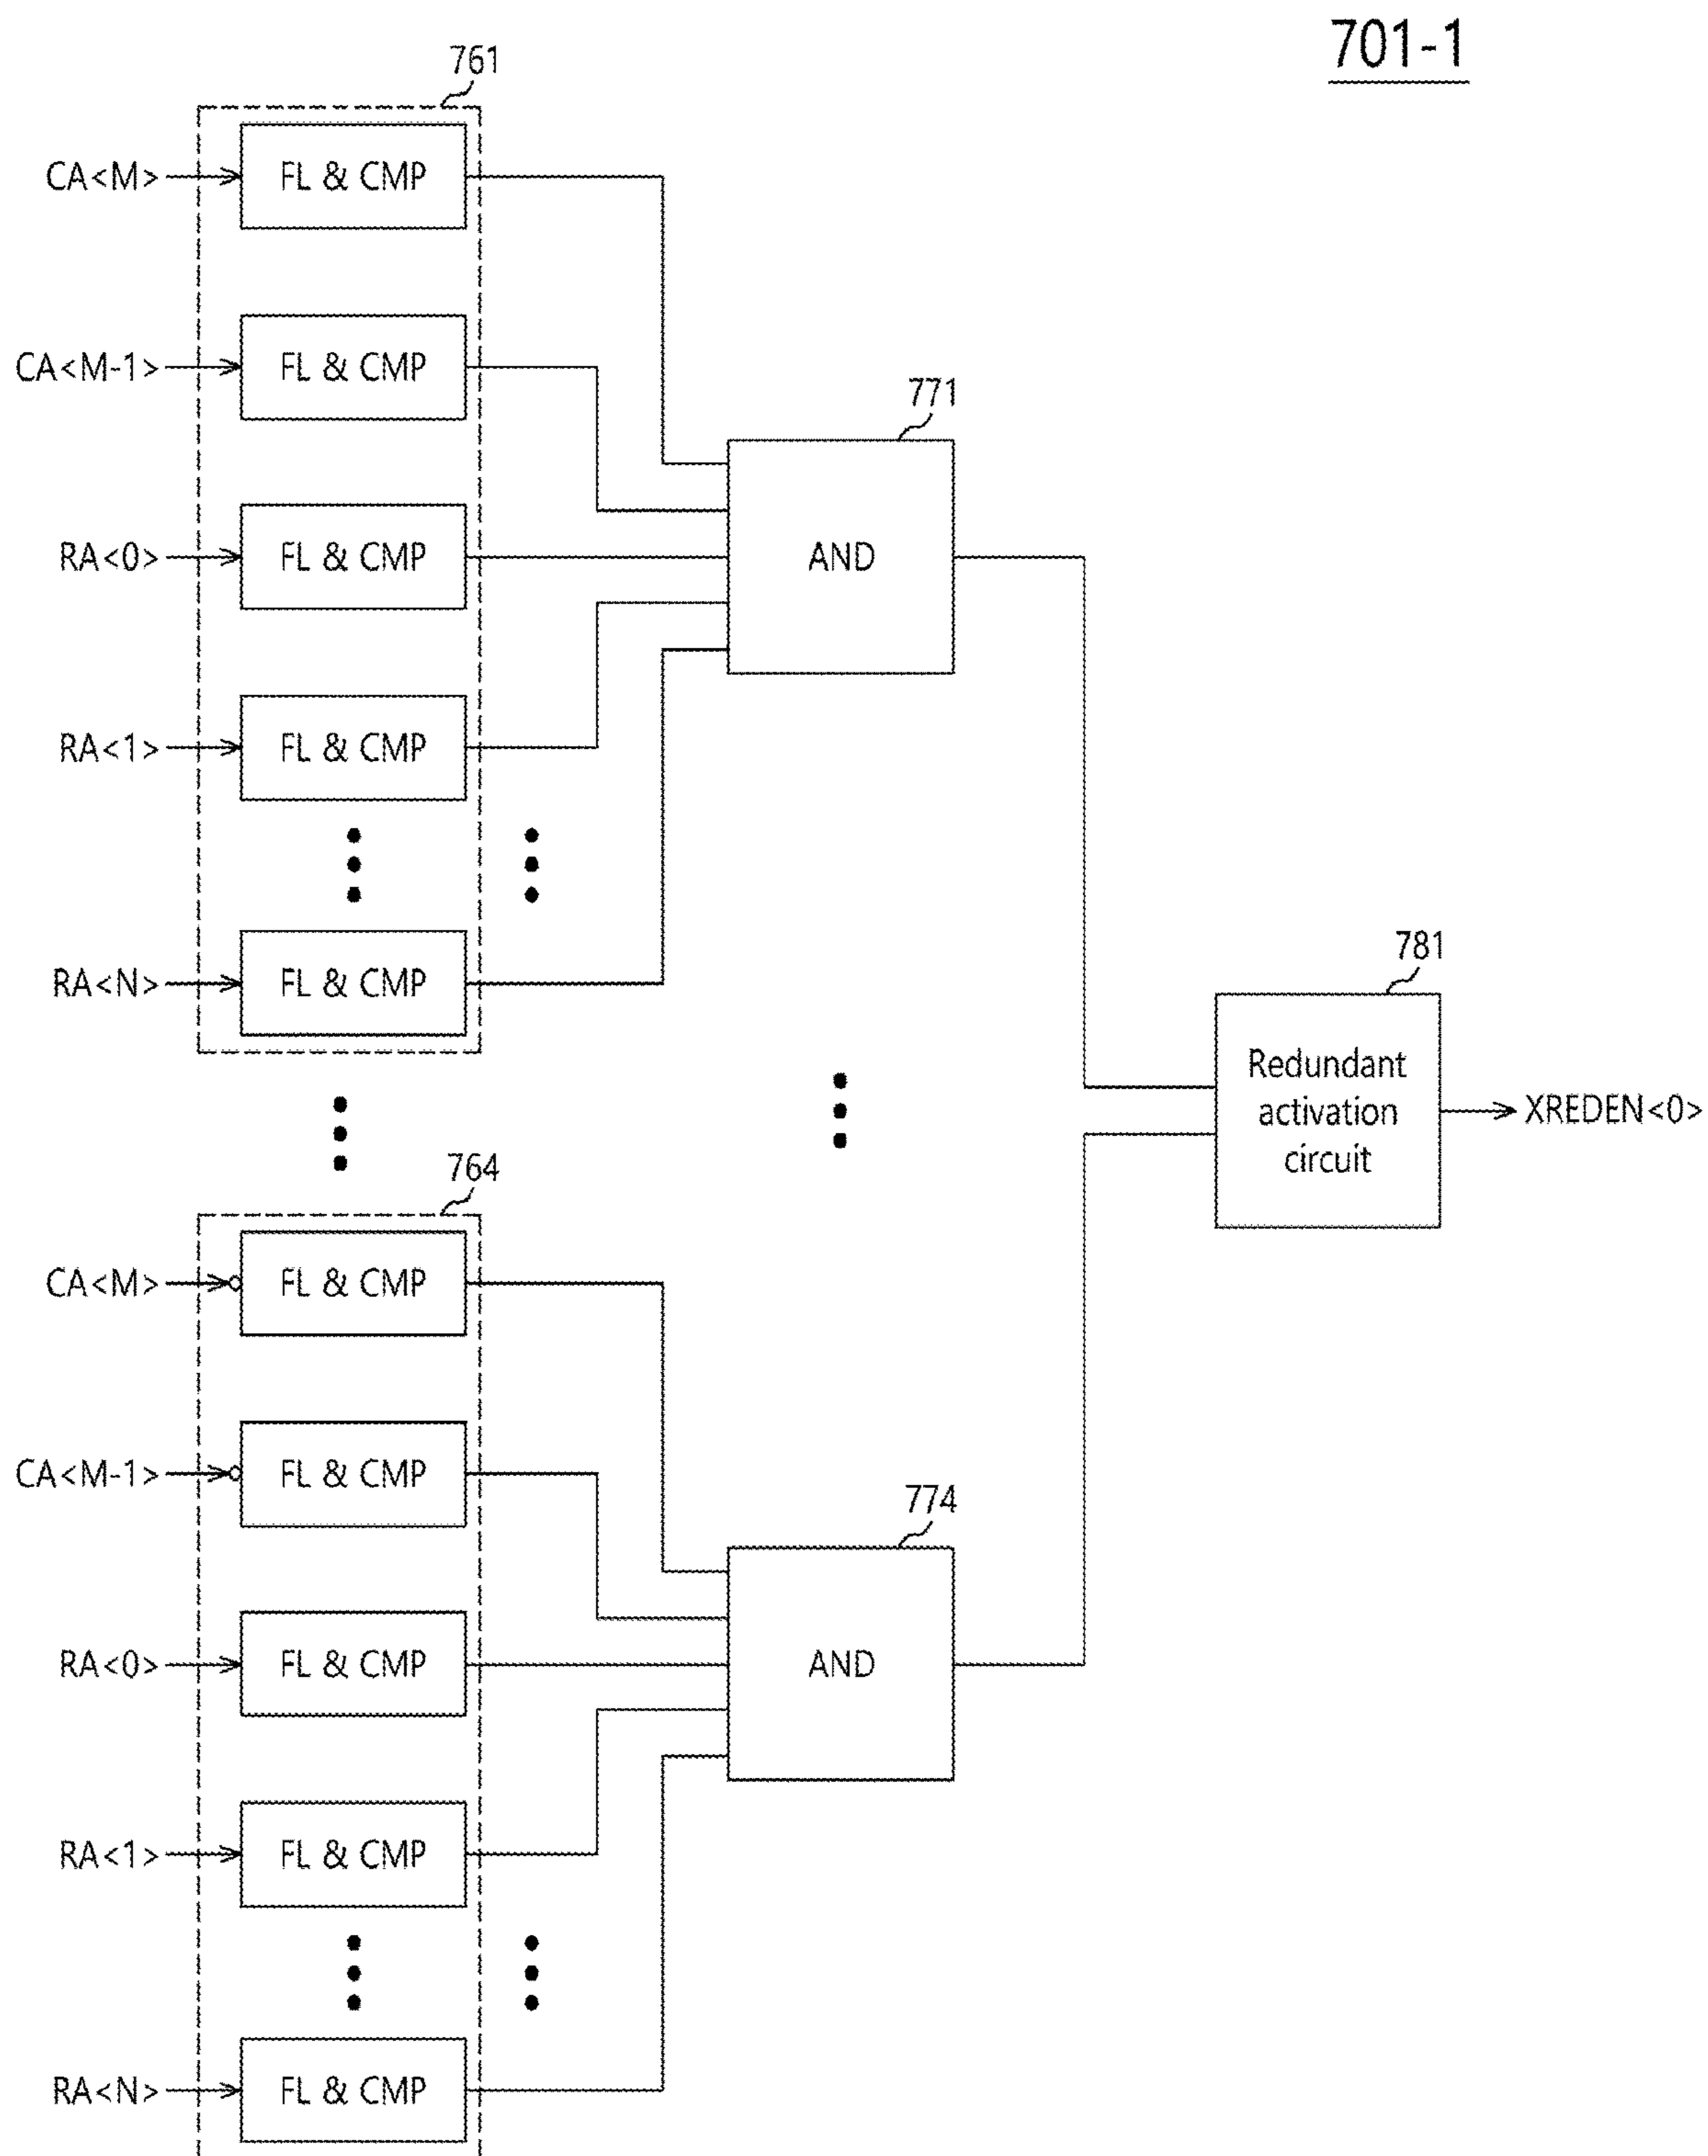 701-1
761
CA<M>
FL & CMP
CA<M-1>
FL & CMP
771
RA<0>
FL & CMP
AND
RA<1>
FL & CMP
RA<N>
FL & CMP
781
Redundant
activation
circuit
XREDEN<0>
764
CA<M>
FL & CMP
CA<M-1>
FL & CMP
774
RA<0>
FL & CMP
AND
RA<1>
FL & CMP
RA<N>
FL & CMP